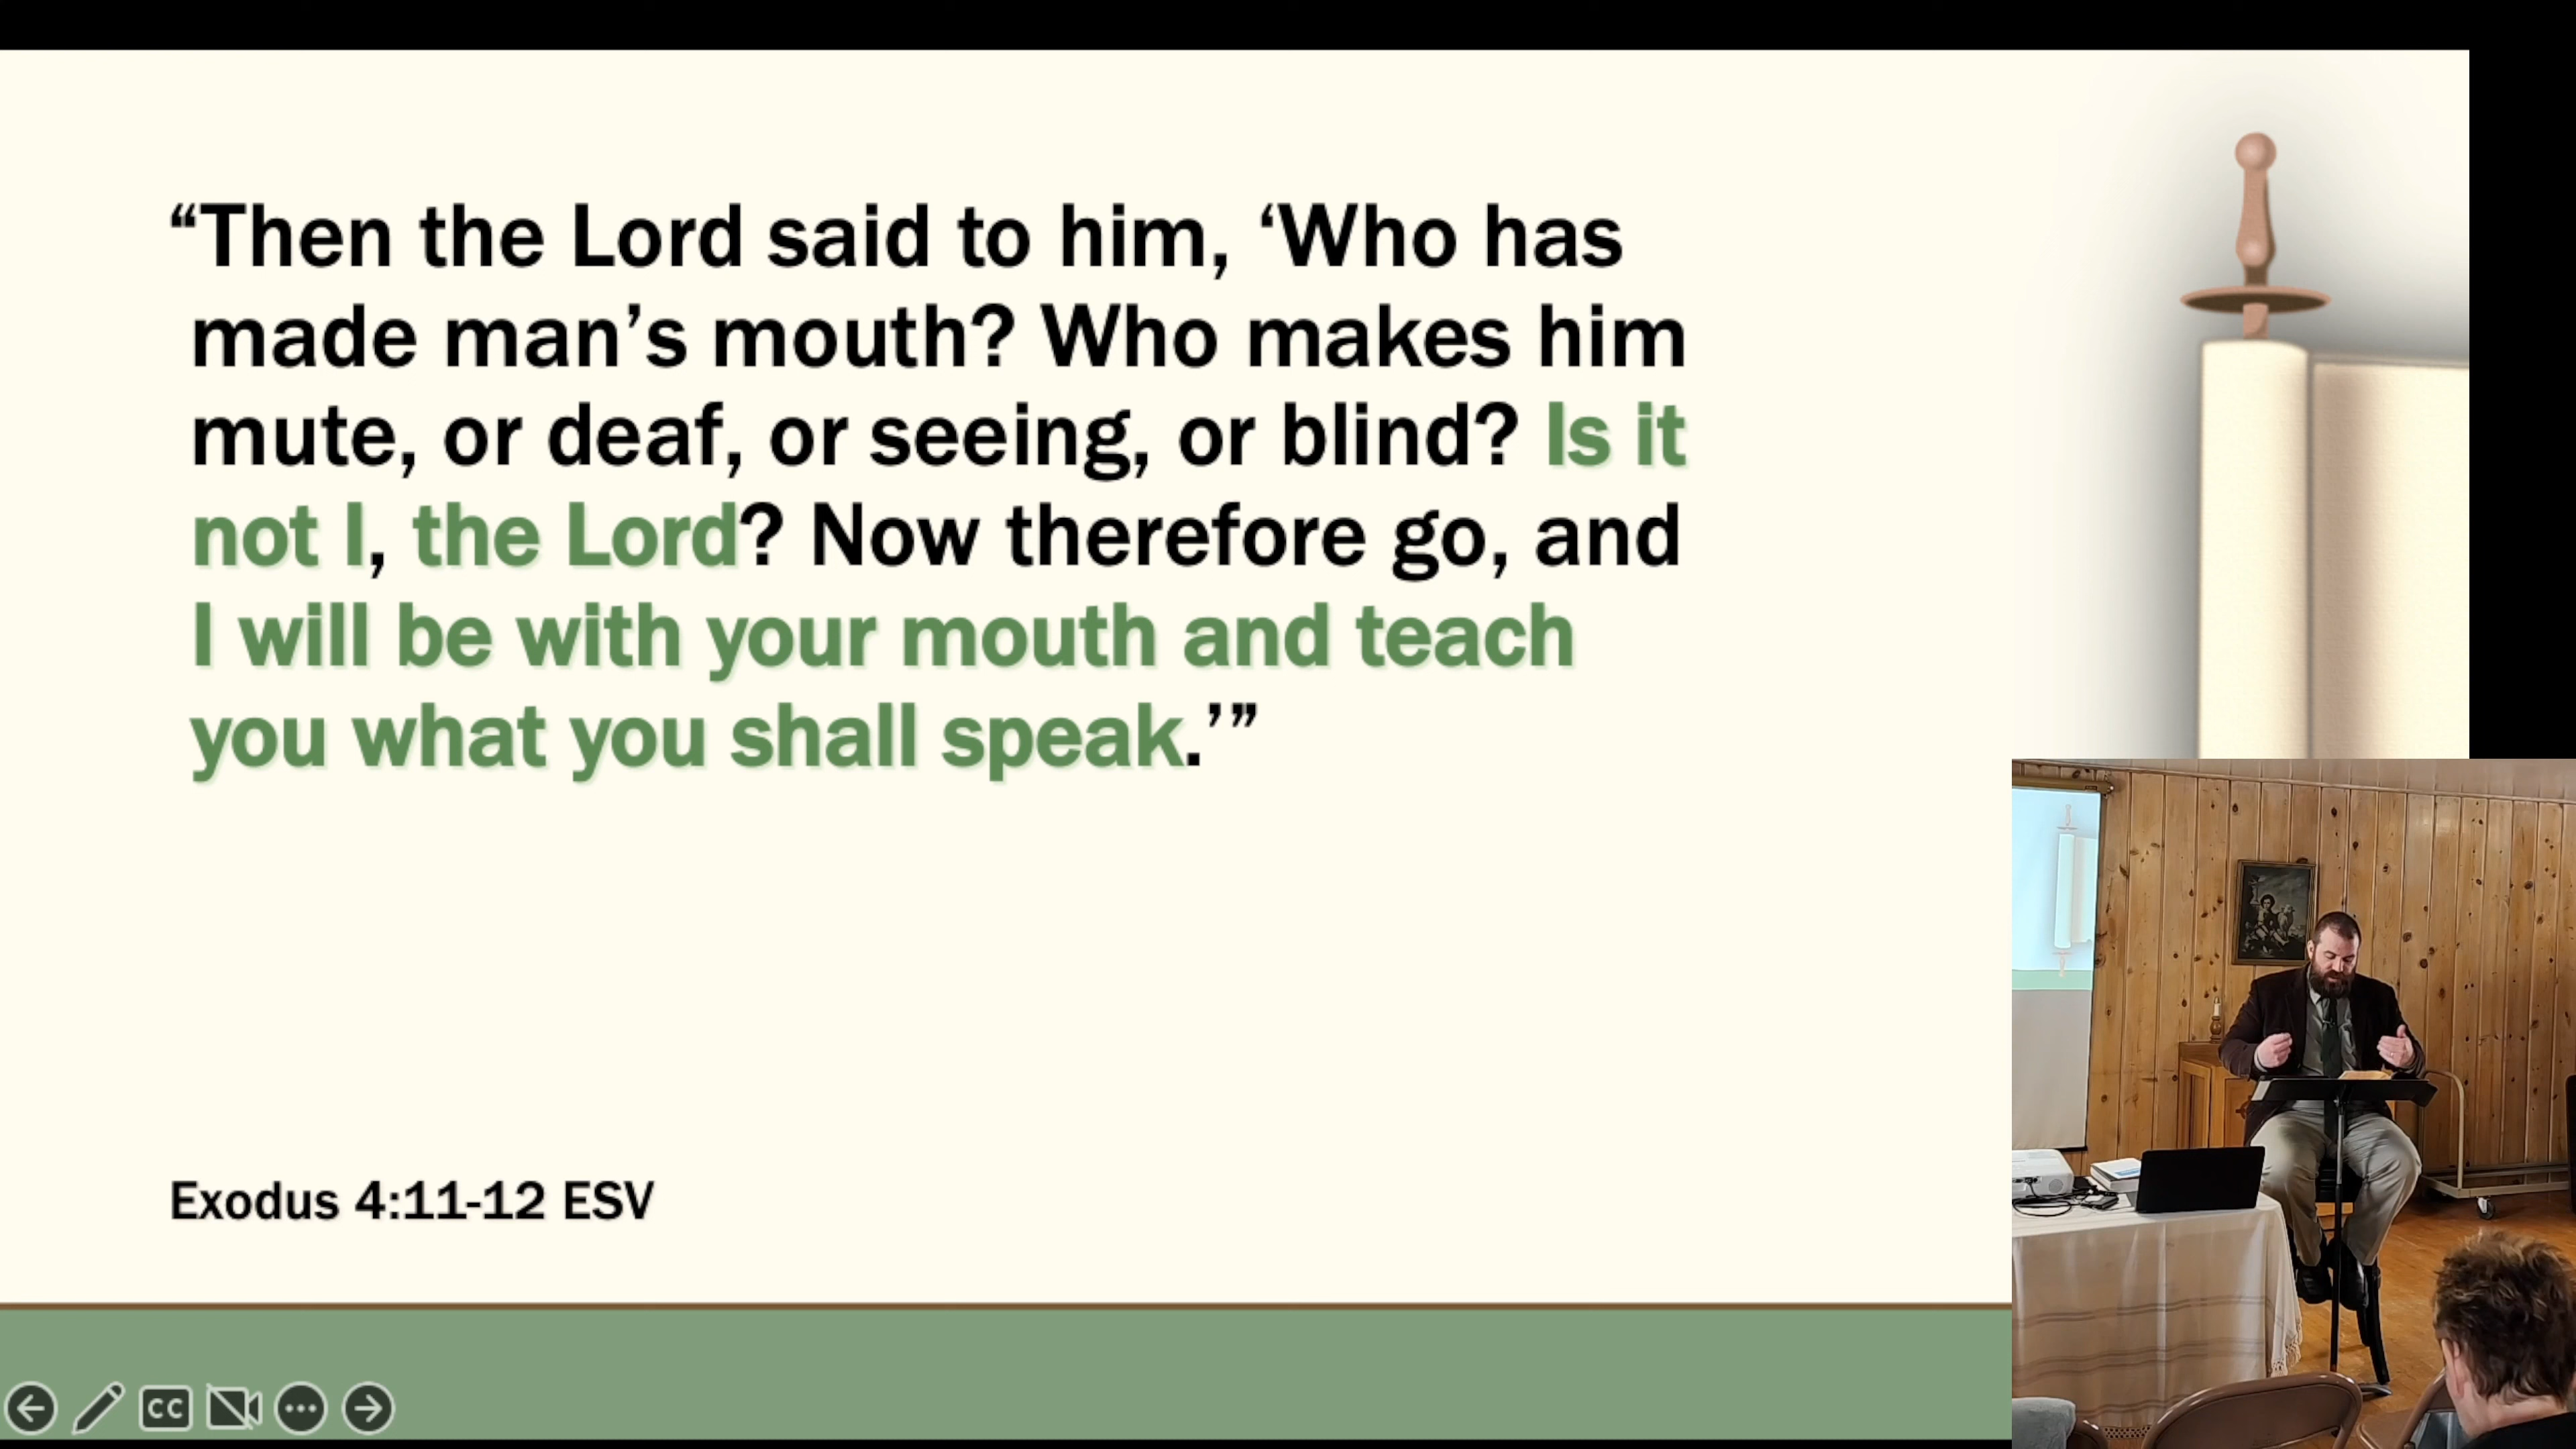 “Then the Lord said to him, ‘Who has
made man’s mouth? Who makes him
mute, or deaf, or seeing, or blind? Is it
not I, the Lord? Now therefore go, and
I will be with your mouth and teach
you what you shall speak.’”
Exodus 4:11-12 ESV
CC